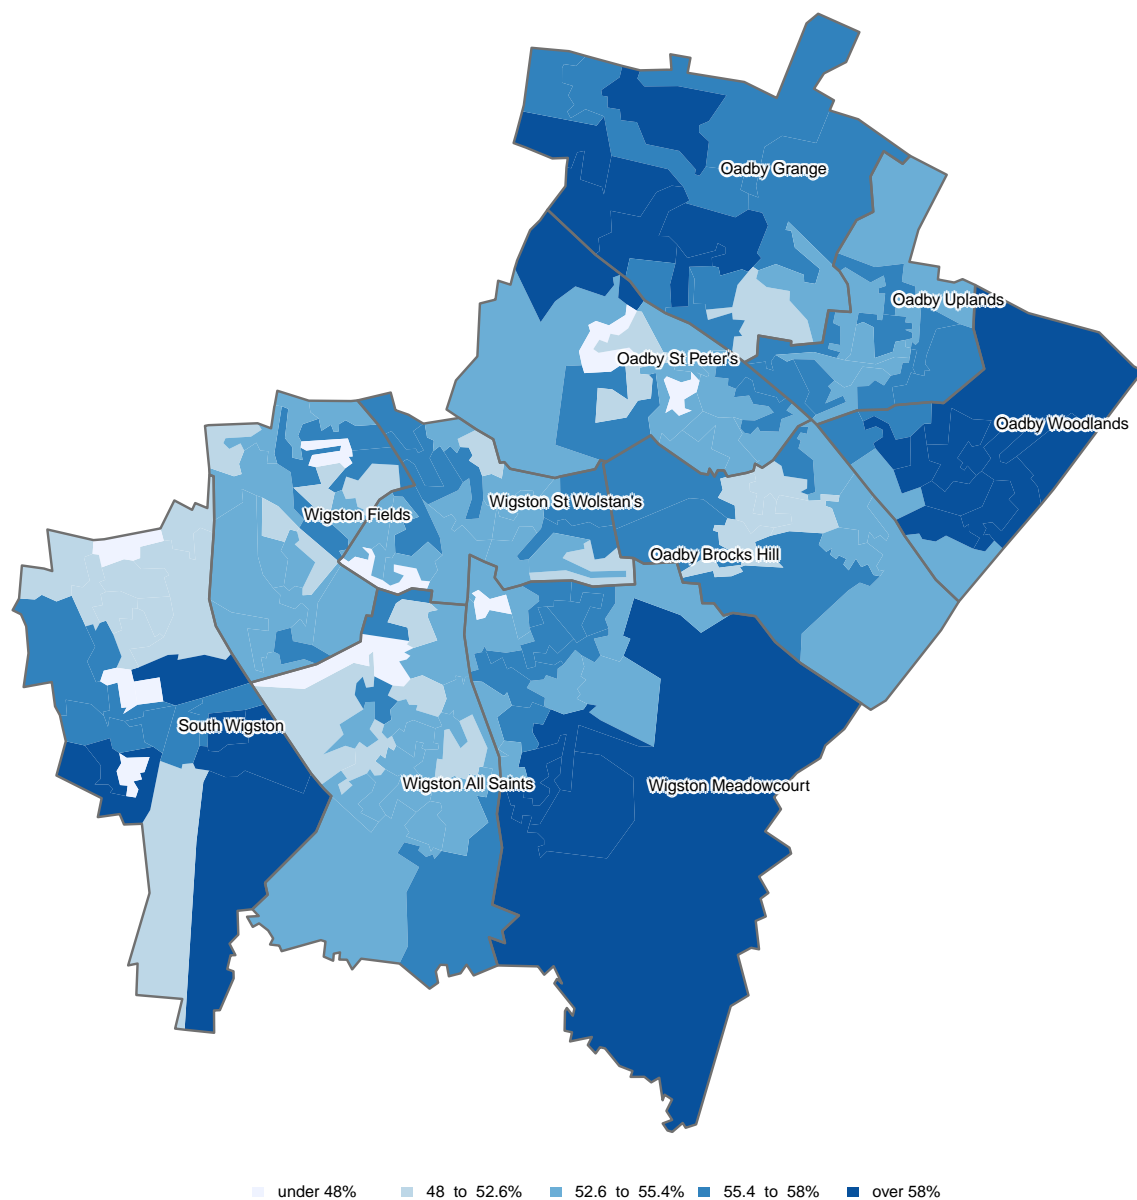 Oadby Grange
Oadby Uplands
Oadby St Peter's
Oadby Woodlands
Wigston St Wolstan's
Wigston Fields
Oadby Brocks Hill
South Wigston
Wigston All Saints
Wigston Meadowcourt
under 48% 48 to 52.6% 52.6 to 55.4% 55.4 to 58% over 58%